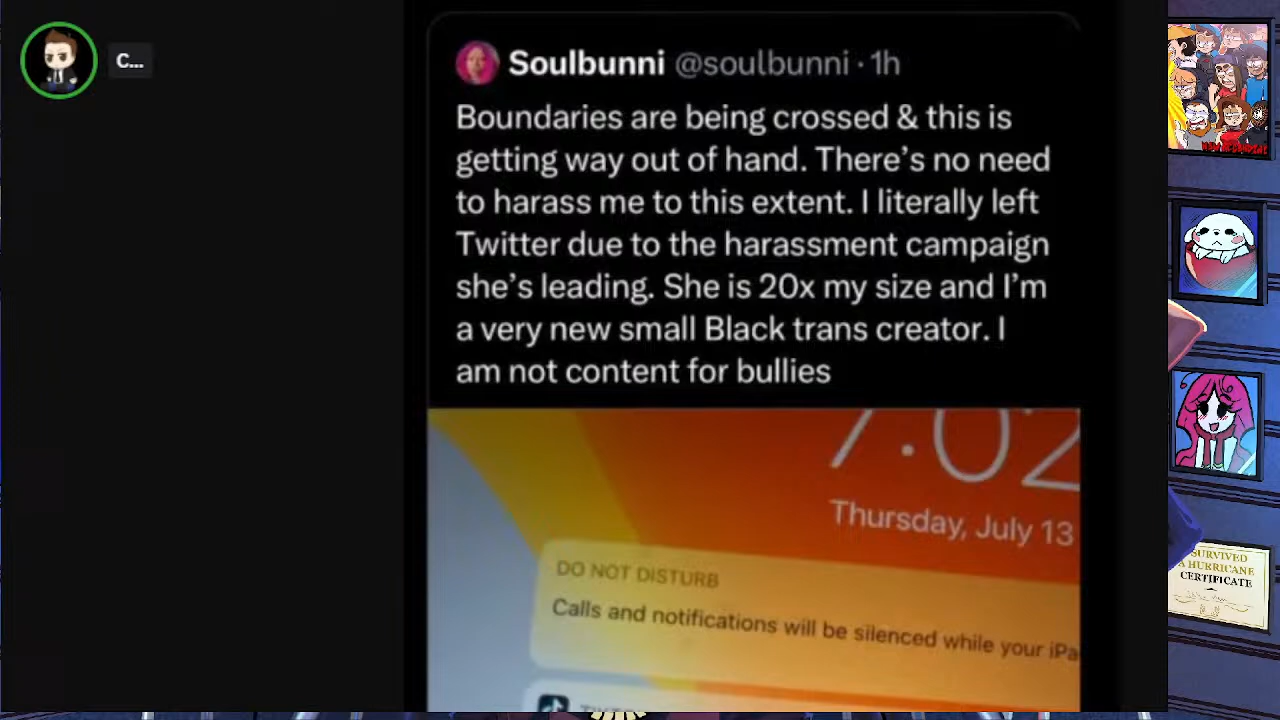 C...
Soulbunni @soulbunni · 1h
Boundaries are being crossed & this is
getting way out of hand. There’s no need
to harass me to this extent. I literally left
Twitter due to the harassment campaign
she’s leading. She is 20x my size and I’m
a very new small Black trans creator. I
am not content for bullies
7:02
Thursday, July 13
DO NOT DISTURB
Calls and notifications will be silenced while your iPa
SURVIVED
A HURRICANE
CERTIFICATE